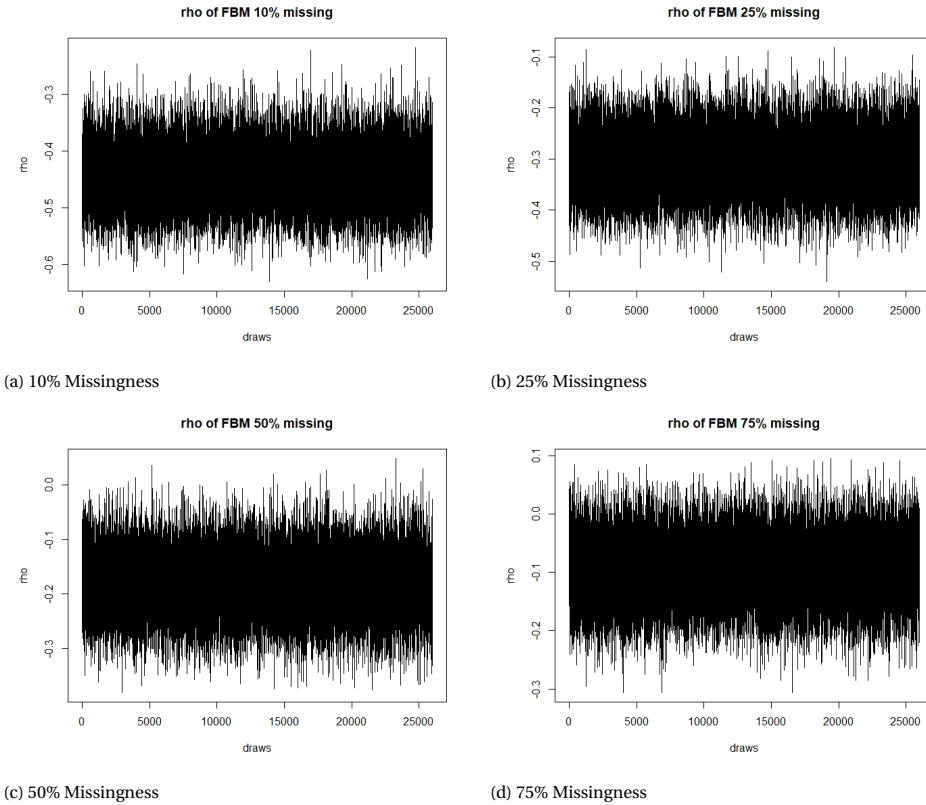 rho of FBM 10% missing
rho
-0.3
-0.4
-0.5
-0.6
0 5000 10000 15000 20000 25000
draws
(a) 10% Missingness
rho of FBM 25% missing
rho
-0.1
-0.2
-0.3
-0.4
-0.5
0 5000 10000 15000 20000 25000
draws
(b) 25% Missingness
rho of FBM 50% missing
rho
0.0
-0.1
-0.2
-0.3
0 5000 10000 15000 20000 25000
draws
(c) 50% Missingness
rho of FBM 75% missing
rho
0.1
0.0
-0.1
-0.2
-0.3
0 5000 10000 15000 20000 25000
draws
(d) 75% Missingness